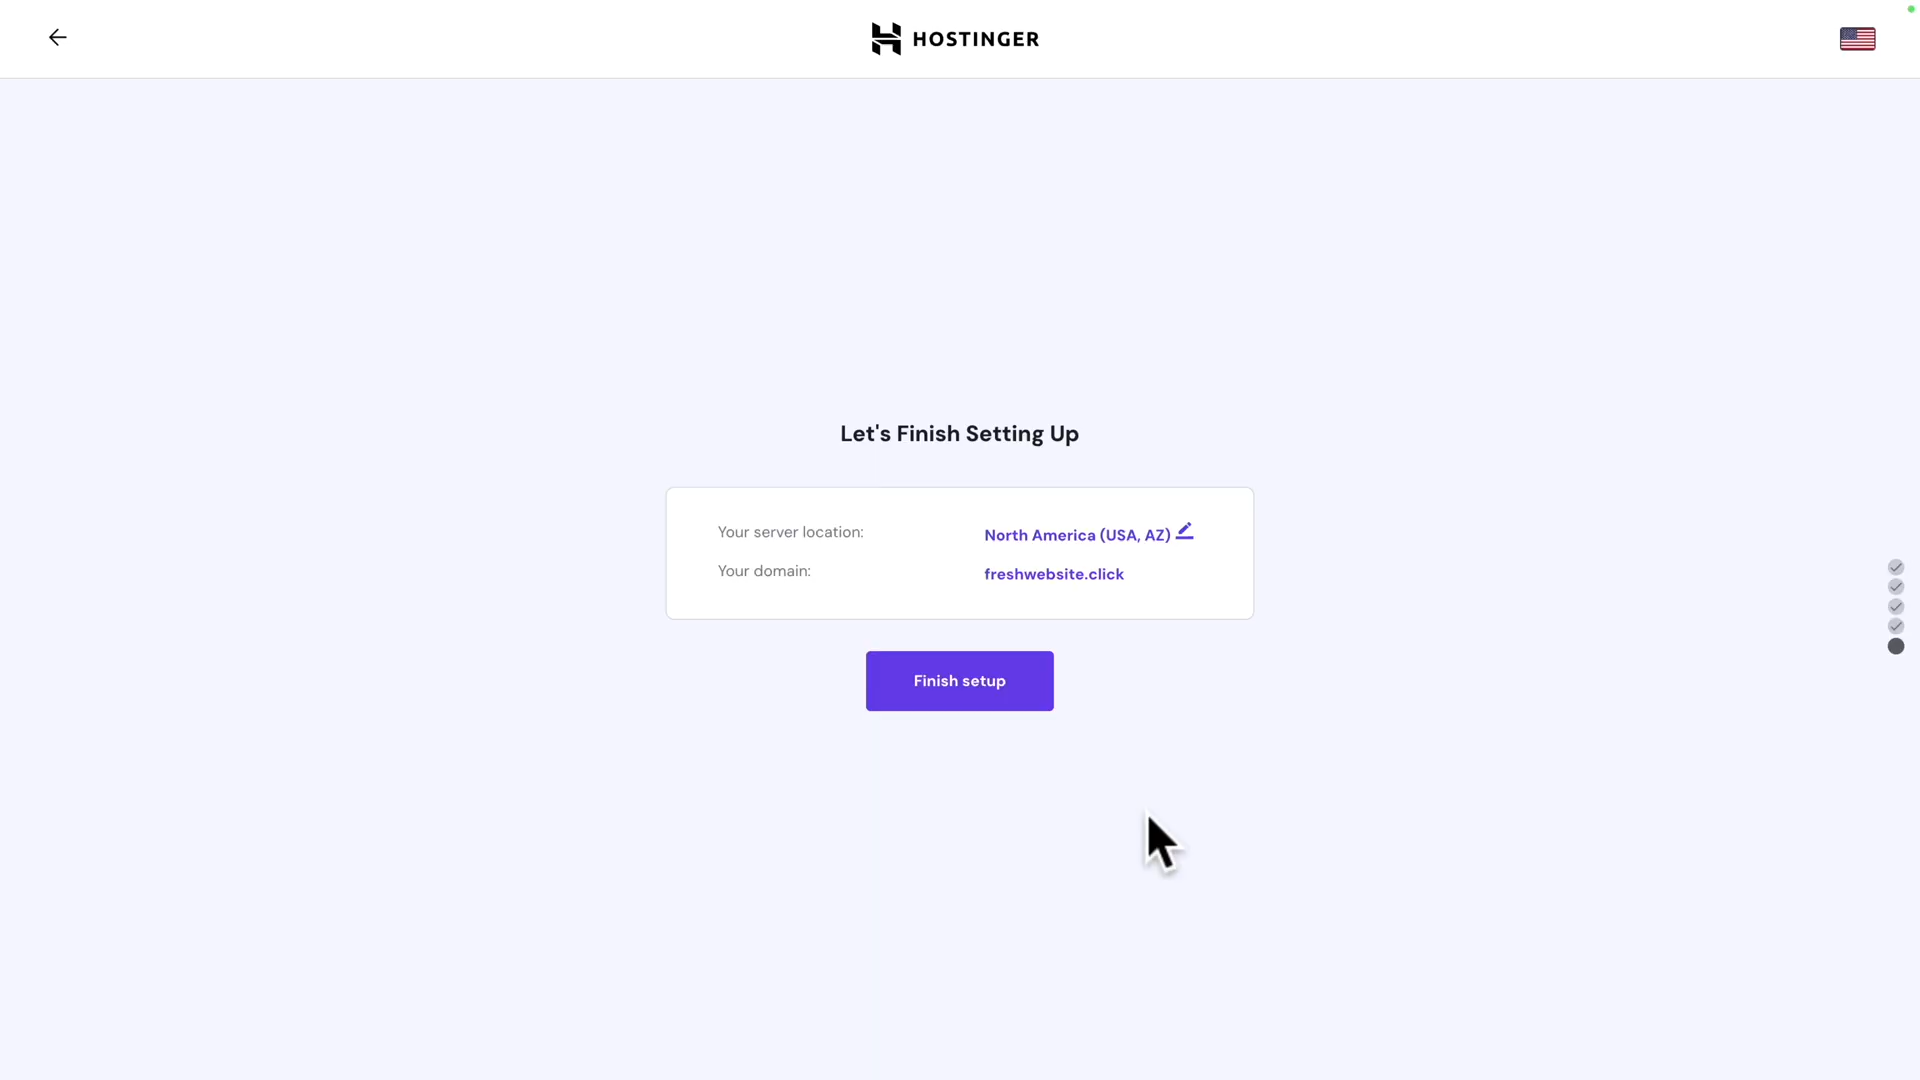 HOSTINGER
Let's Finish Setting Up
Your server location: North America (USA, AZ)
Your domain: freshwebsite.click
Finish setup